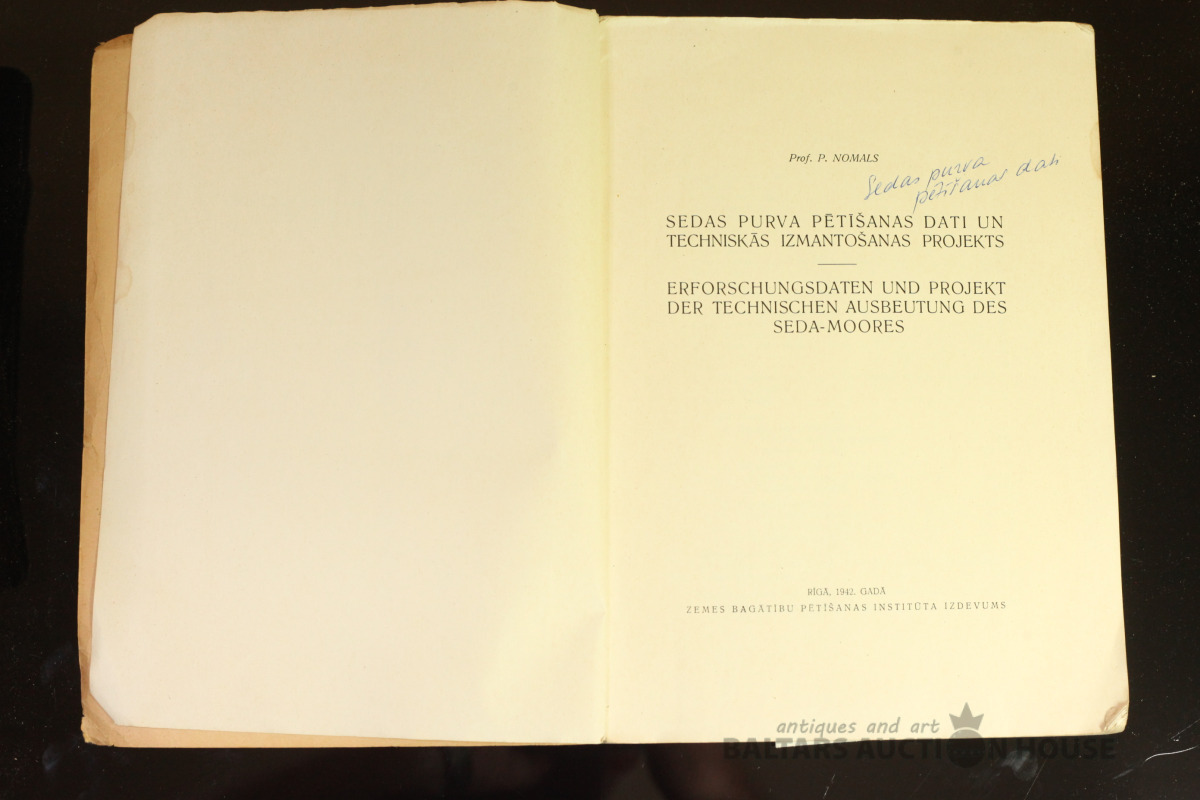 Prof. P. NOMALS
Sedas purva
pētīšanas dati
SEDAS PURVA PĒTĪŠANAS DATI UN
TECHNISKĀS IZMANTOŠANAS PROJEKTS
ERFORSCHUNGSDATEN UND PROJEKT
DER TECHNISCHEN AUSBEUTUNG DES
SEDA-MOORES
RĪGĀ, 1942. GADĀ
ZEMES BAGĀTĪBU PĒTĪŠANAS INSTITŪTA IZDEVUMS
antiques and art
BALTARS AUCTION HOUSE